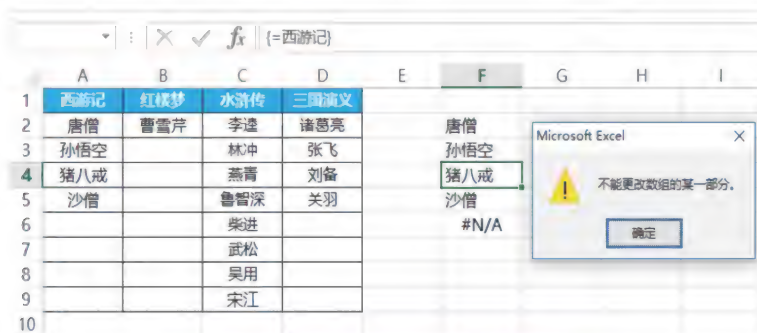 fx {=西游记}
A B C D E F G H I
1 西游记 红楼梦 水浒传 三国演义
2 唐僧 曹雪芹 李逵 诸葛亮 唐僧
3 孙悟空 林冲 张飞 孙悟空
4 猪八戒 燕青 刘备 猪八戒
5 沙僧 鲁智深 关羽 沙僧
6 柴进 #N/A
7 武松
8 吴用
9 宋江
10
Microsoft Excel
不能更改数组的某一部分。
确定